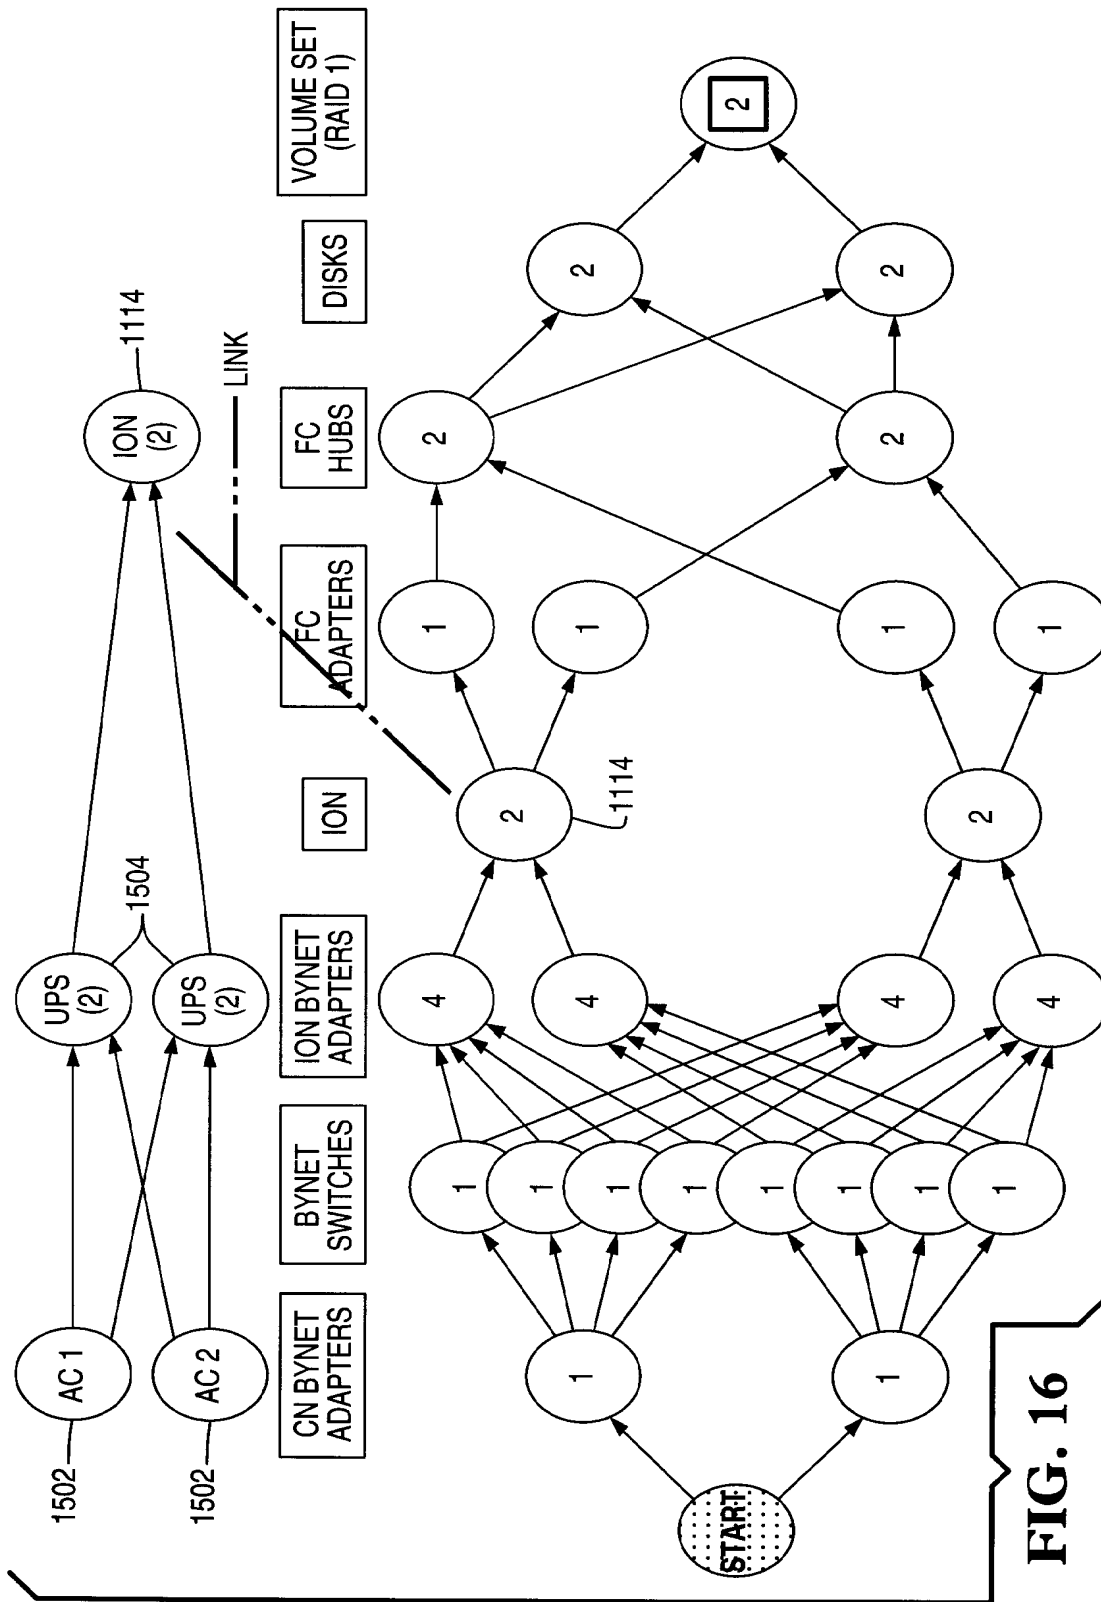 1502
AC 1
1502
AC 2
UPS
(2)
UPS
(2)
1504
ION
(2)
1114
LINK
CN BYNET
ADAPTERS
BYNET
SWITCHES
ION BYNET
ADAPTERS
ION
FC
ADAPTERS
FC
HUBS
DISKS
VOLUME SET
(RAID 1)
START
1
1
1
1
1
1
1
1
1
1
4
4
4
4
2
1114
2
1
1
1
1
2
2
2
2
2
FIG. 16